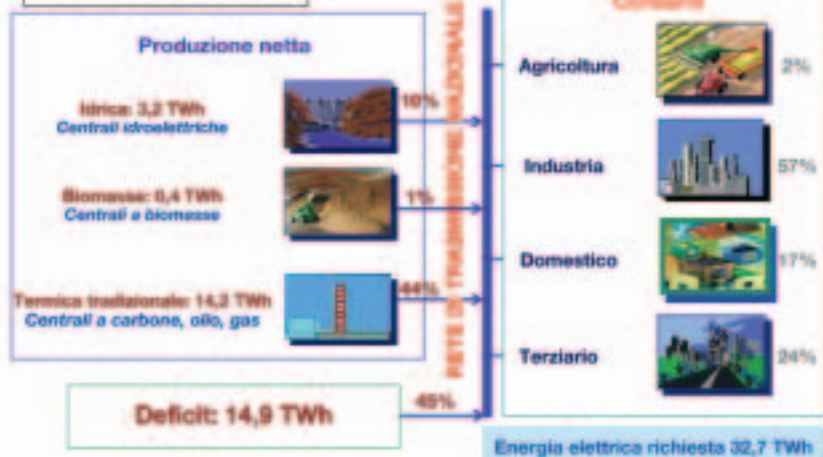 Produzione netta
Idrica: 3,2 TWh
Centrali idroelettriche
10%
Biomasse: 0,4 TWh
Centrali a biomasse
1%
Termica tradizionale: 14,2 TWh
Centrali a carbone, olio, gas
44%
Deficit: 14,9 TWh
45%
RETE DI TRASMISSIONE NAZIONALE
Consumi
Agricoltura
2%
Industria
57%
Domestico
17%
Terziario
24%
Energia elettrica richiesta 32,7 TWh